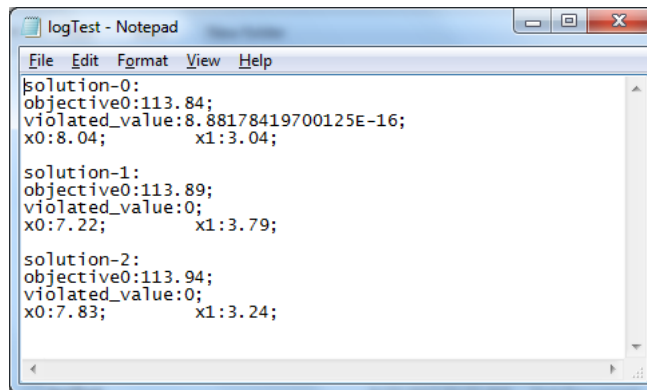 logTest - Notepad
File Edit Format View Help
solution-0:
objective0:113.84;
violated_value:8.88178419700125E-16;
x0:8.04; x1:3.04;
solution-1:
objective0:113.89;
violated_value:0;
x0:7.22; x1:3.79;
solution-2:
objective0:113.94;
violated_value:0;
x0:7.83; x1:3.24;